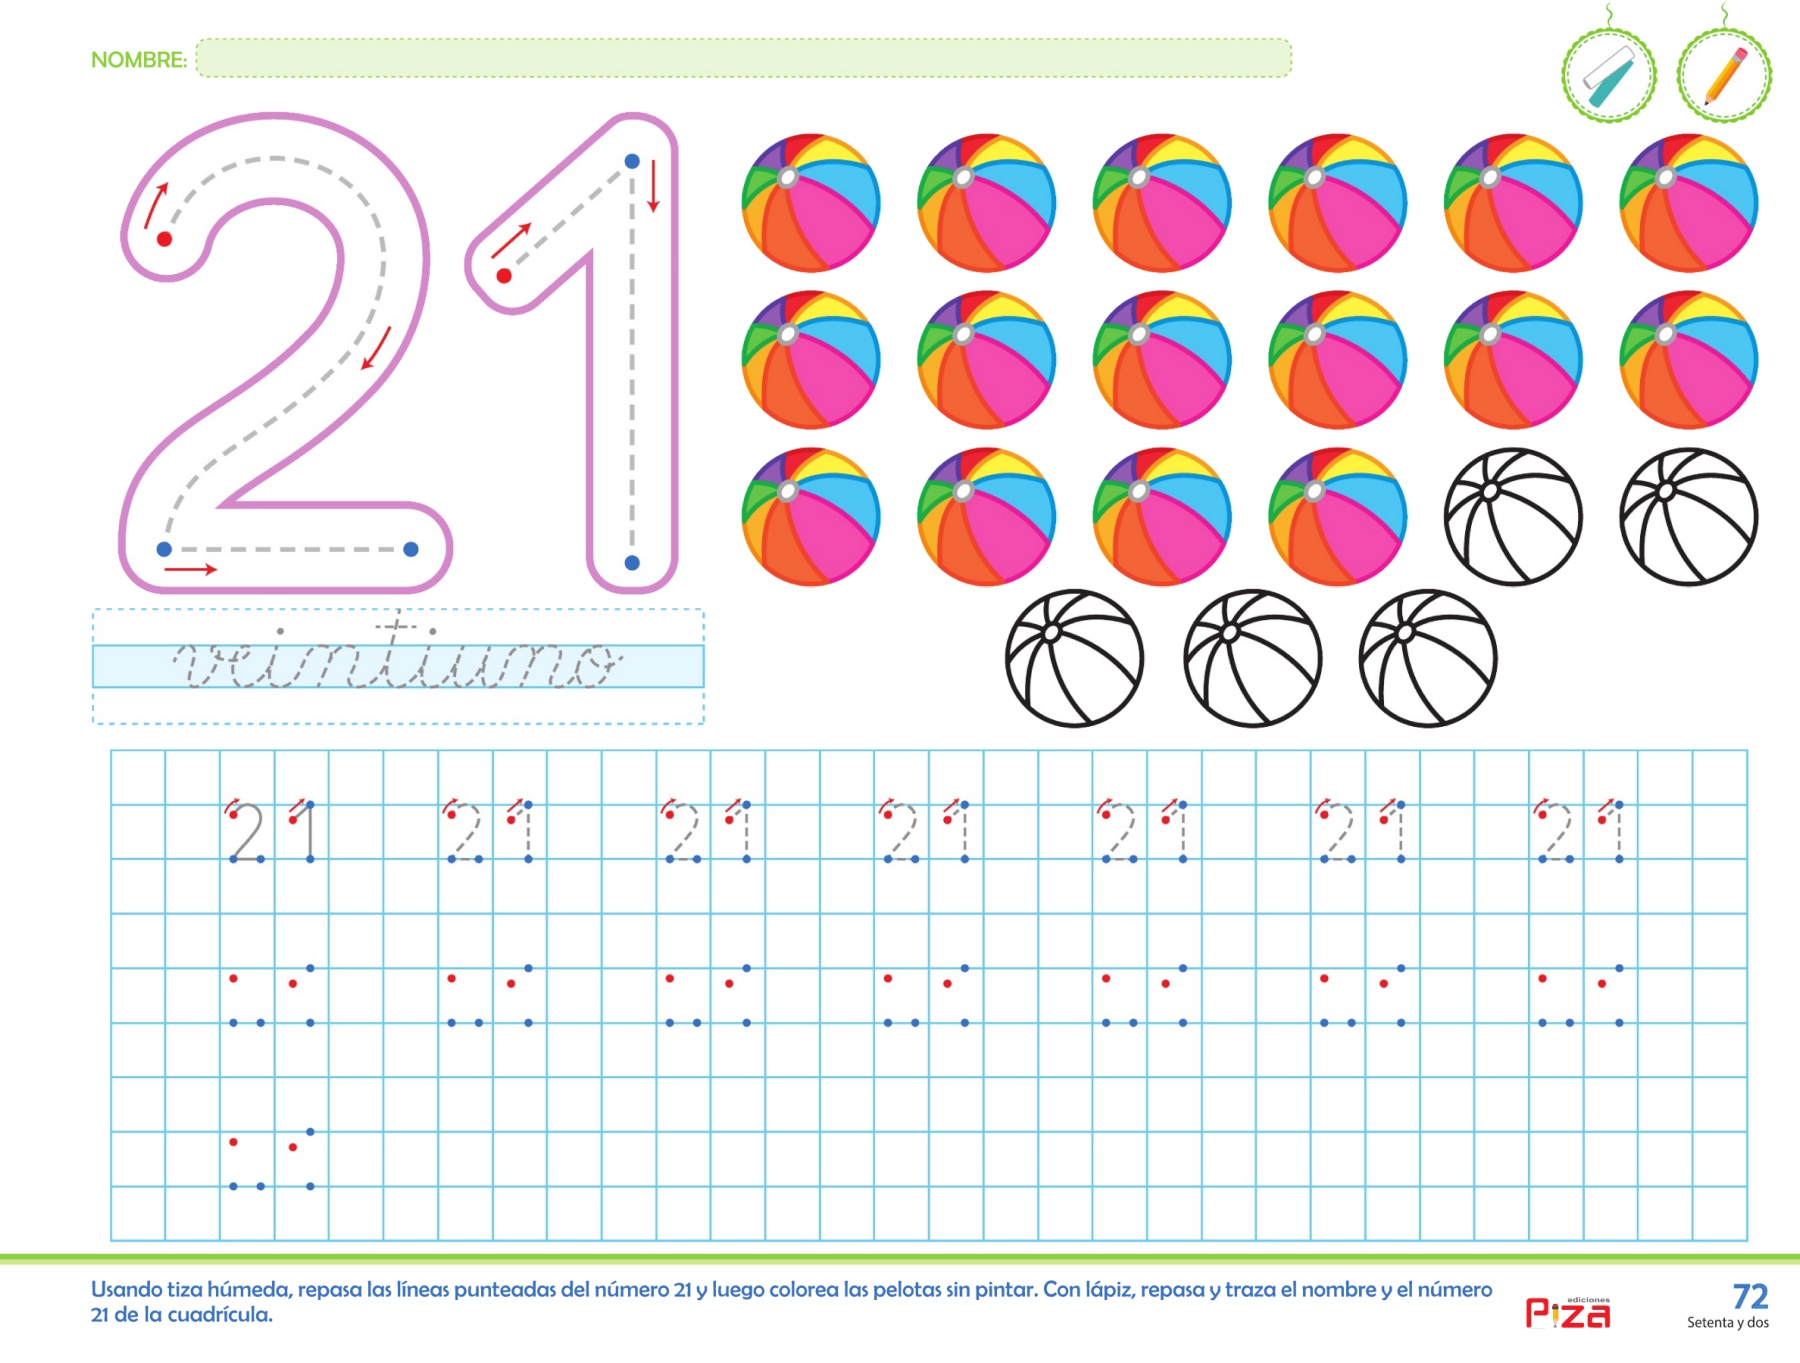 NOMBRE:
21
veintiuno
21 21 21 21 21 21 21
Usando tiza húmeda, repasa las líneas punteadas del número 21 y luego colorea las pelotas sin pintar. Con lápiz, repasa y traza el nombre y el número
21 de la cuadrícula.
ediciones
Piza
72
Setenta y dos